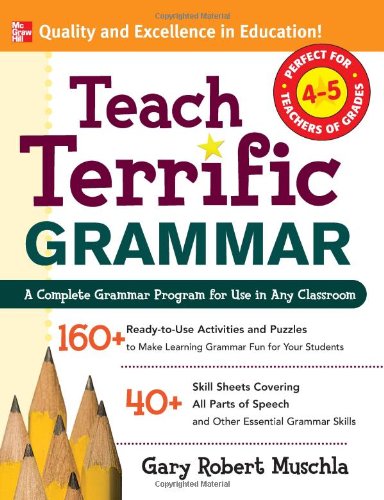 Mc
Graw
Hill
Quality and Excellence in Education!
PERFECT FOR
4–5
TEACHERS OF GRADES
Teach
Terrific
GRAMMAR
A Complete Grammar Program for Use in Any Classroom
160+ Ready-to-Use Activities and Puzzles
to Make Learning Grammar Fun for Your Students
40+ Skill Sheets Covering
All Parts of Speech
and Other Essential Grammar Skills
Gary Robert Muschla